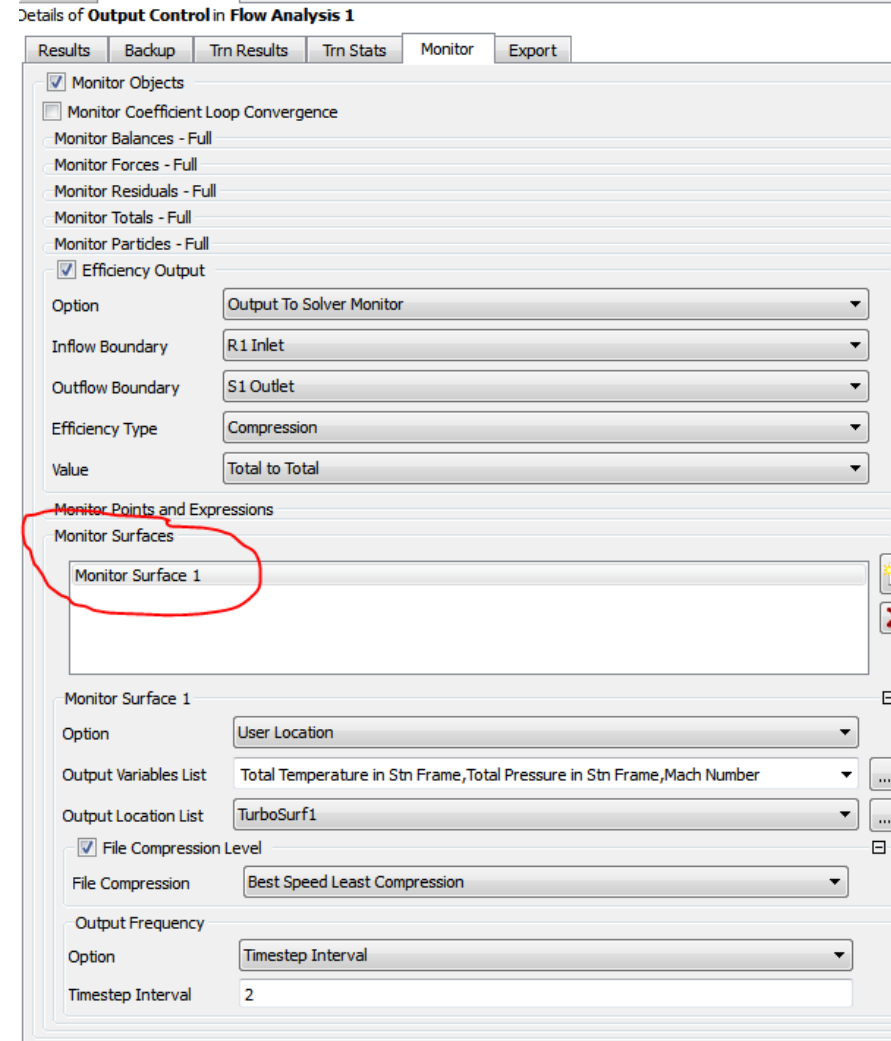 Details of Output Control in Flow Analysis 1
Results Backup Trn Results Trn Stats Monitor Export
Monitor Objects
Monitor Coefficient Loop Convergence
Monitor Balances - Full
Monitor Forces - Full
Monitor Residuals - Full
Monitor Totals - Full
Monitor Particles - Full
Efficiency Output
Option Output To Solver Monitor
Inflow Boundary R1 Inlet
Outflow Boundary S1 Outlet
Efficiency Type Compression
Value Total to Total
Monitor Points and Expressions
Monitor Surfaces
Monitor Surface 1
Monitor Surface 1
Option User Location
Output Variables List Total Temperature in Stn Frame,Total Pressure in Stn Frame,Mach Number ...
Output Location List TurboSurf1 ...
File Compression Level
File Compression Best Speed Least Compression
Output Frequency
Option Timestep Interval
Timestep Interval 2